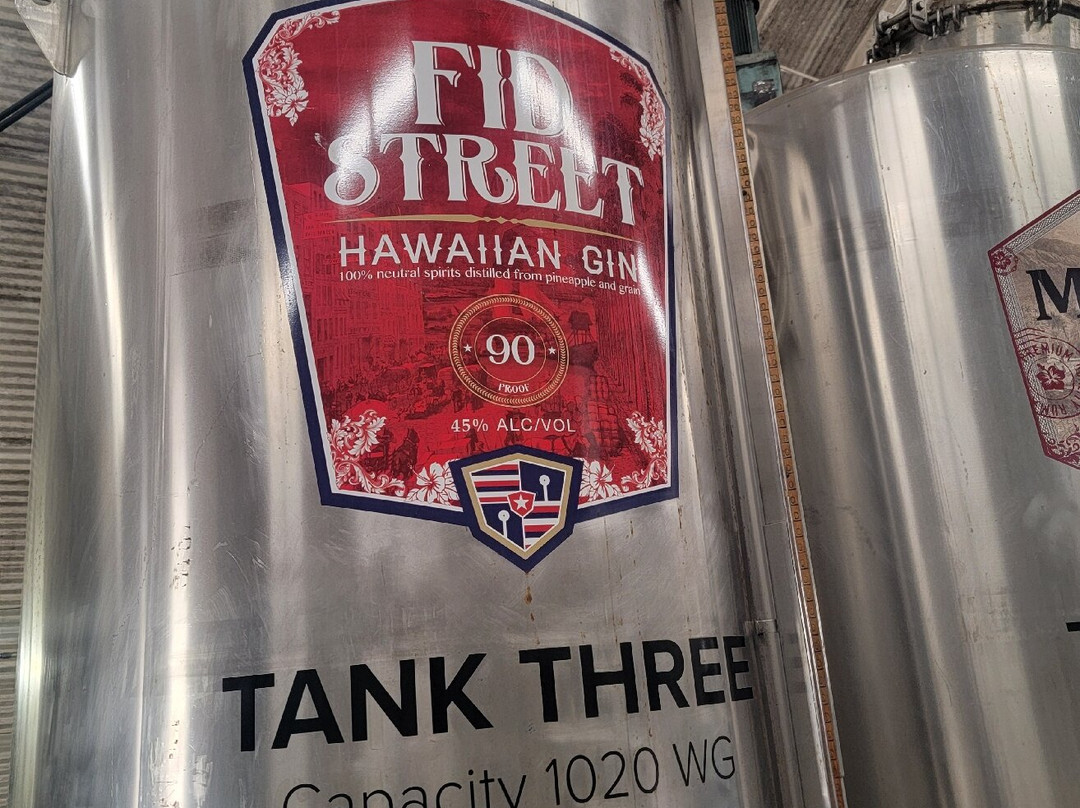 FID
STREET
HAWAIIAN GIN
100% neutral spirits distilled from pineapple and grain
90
PROOF
45% ALC/VOL
TANK THREE
Capacity 1020 WG
M